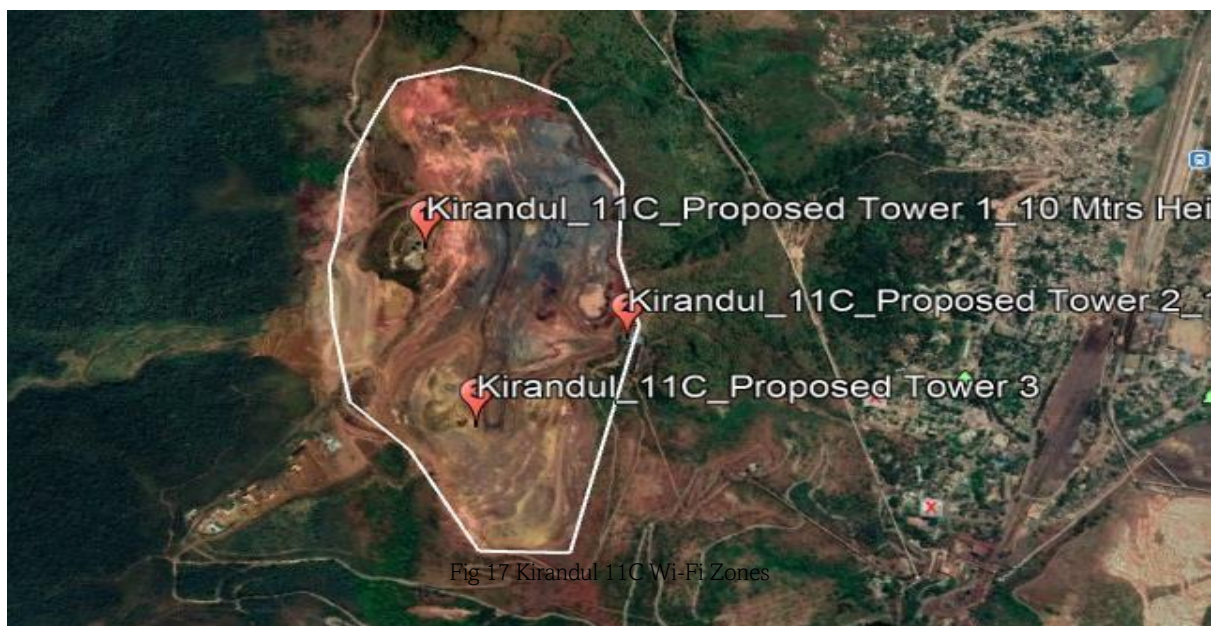 Kirandul_11C_Proposed Tower 1_10 Mtrs Hei
Kirandul_11C_Proposed Tower 2_
Kirandul_11C_Proposed Tower 3
Fig 17 Kirandul 11C Wi-Fi Zones